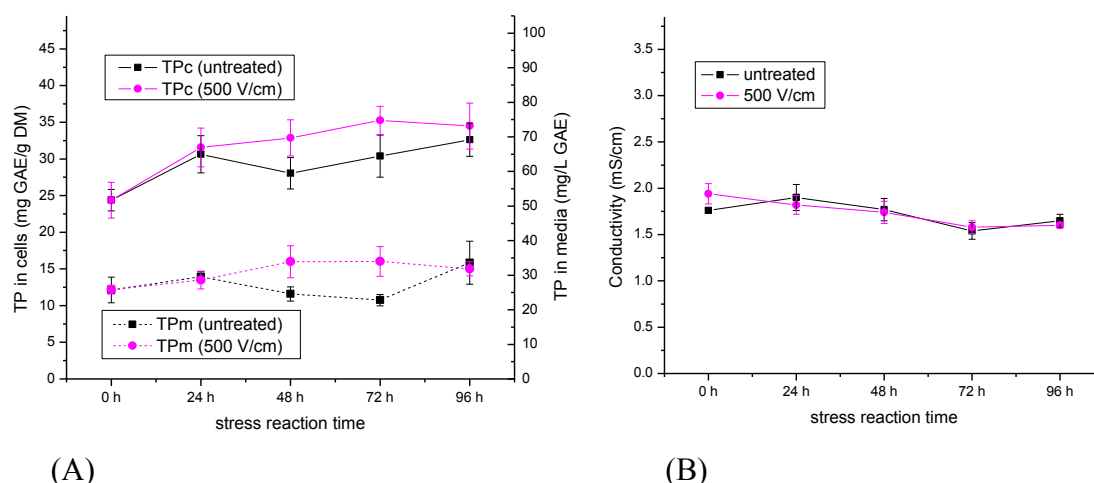 45
40
35
30
25
20
15
10
5
0
TP in cells (mg GAE/g DM)
TPc (untreated)
TPc (500 V/cm)
TPm (untreated)
TPm (500 V/cm)
0 h
24 h
48 h
72 h
96 h
stress reaction time
100
90
80
70
60
50
40
30
20
10
0
TP in media (mg/L GAE)
(A)
3.5
3.0
2.5
2.0
1.5
1.0
0.5
0.0
Conductivity (mS/cm)
untreated
500 V/cm
0 h
24 h
48 h
72 h
96 h
stress reaction time
(B)